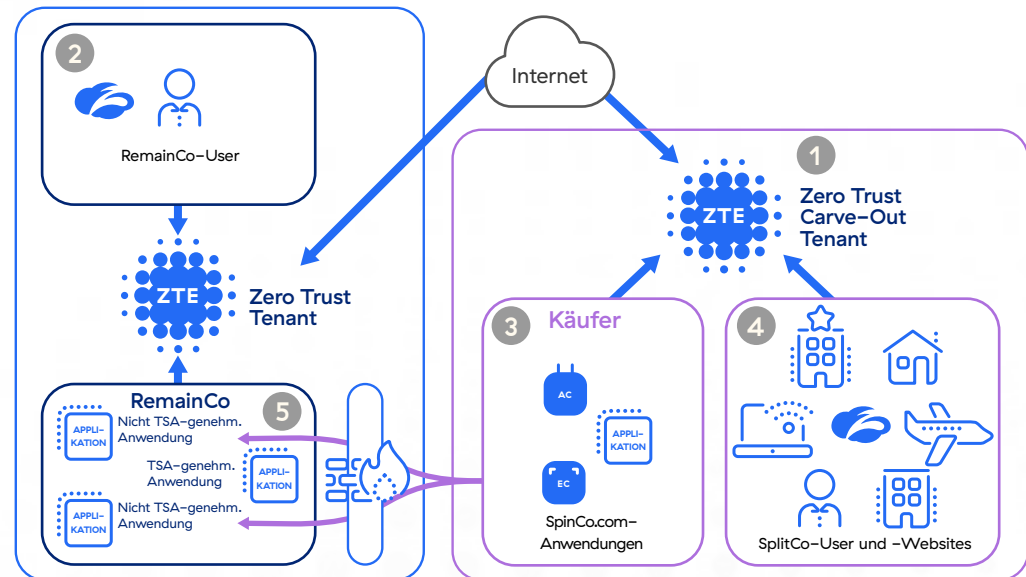 2
RemainCo-User
Internet
1
ZTE
Zero Trust
Carve-Out
Tenant
ZTE
Zero Trust
Tenant
3
Käufer
4
AC
APPLI-
KATION
EC
SpinCo.com-
Anwendungen
SplitCo-User und -Websites
RemainCo
5
APPLI-
KATION
Nicht TSA-genehm.
Anwendung
TSA-genehm.
Anwendung
APPLI-
KATION
APPLI-
KATION
Nicht TSA-genehm.
Anwendung